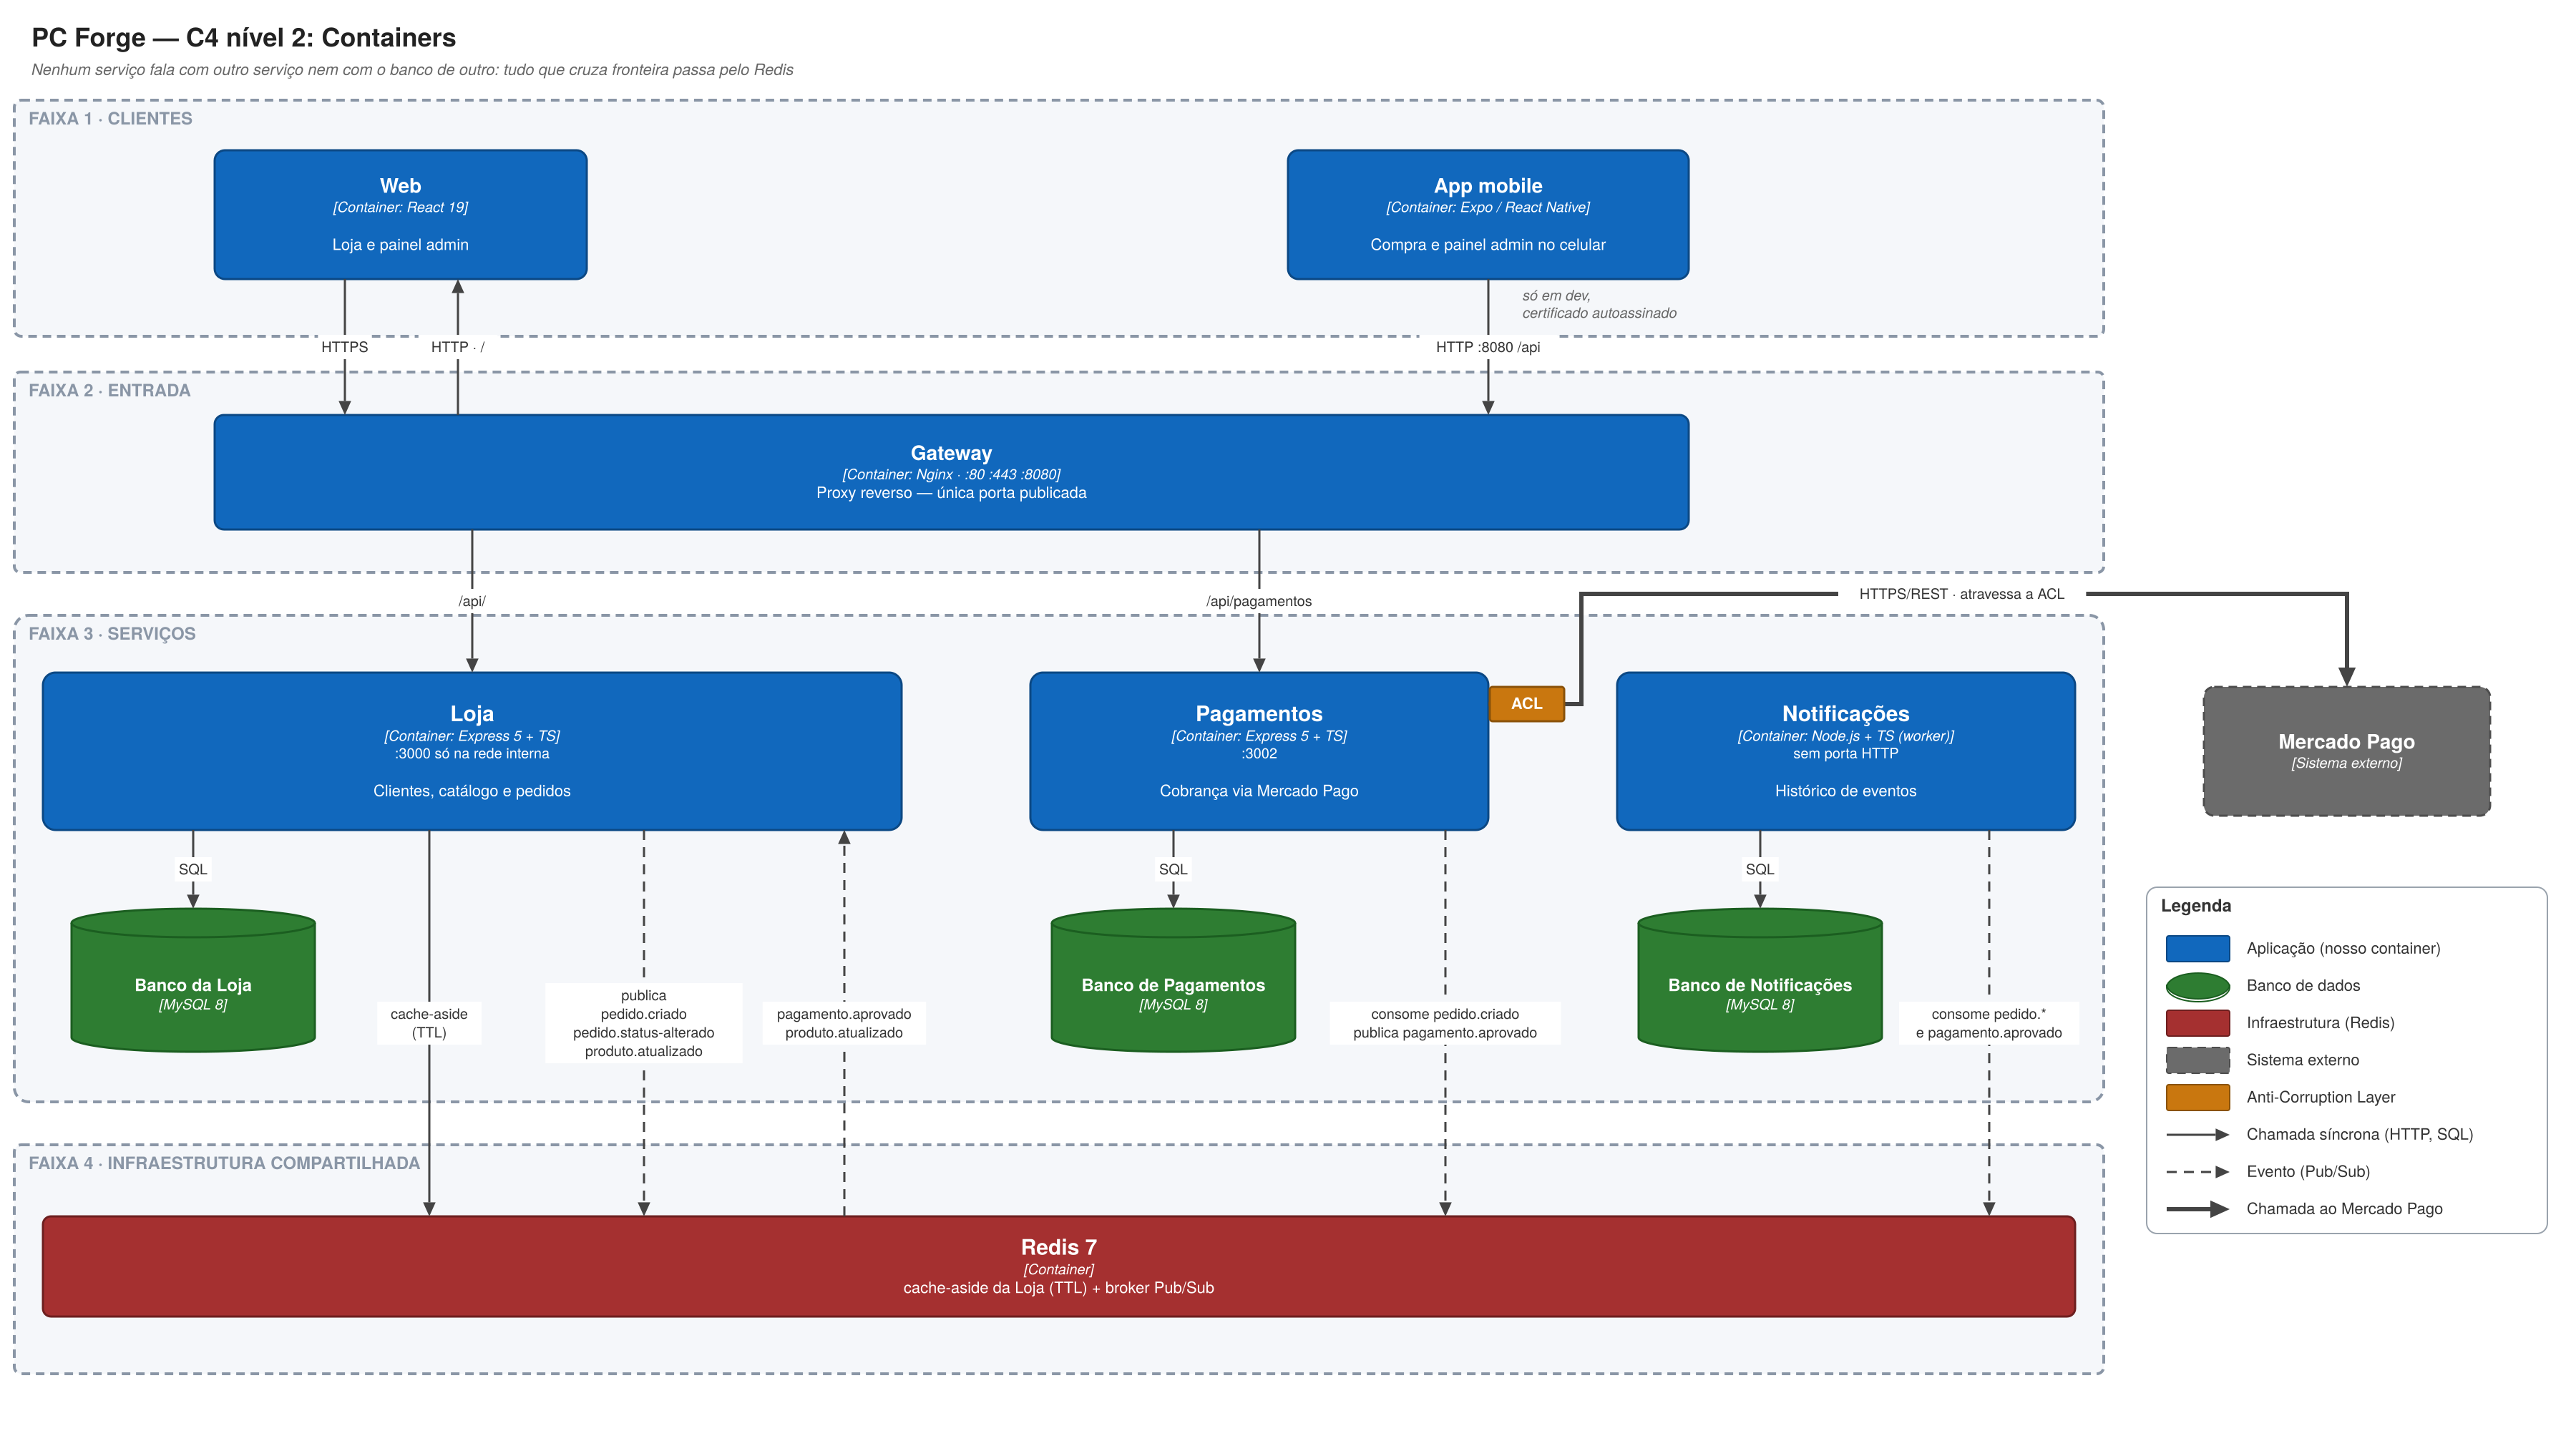 PC Forge — C4 nível 2: Containers
Nenhum serviço fala com outro serviço nem com o banco de outro: tudo que cruza fronteira passa pelo Redis
FAIXA 1 · CLIENTES
Web
[Container: React 19]
Loja e painel admin
App mobile
[Container: Expo / React Native]
Compra e painel admin no celular
só em dev,
certificado autoassinado
HTTPS
HTTP · /
HTTP :8080 /api
FAIXA 2 · ENTRADA
Gateway
[Container: Nginx · :80 :443 :8080]
Proxy reverso — única porta publicada
/api/
/api/pagamentos
HTTPS/REST · atravessa a ACL
FAIXA 3 · SERVIÇOS
Loja
[Container: Express 5 + TS]
:3000 só na rede interna
Clientes, catálogo e pedidos
Pagamentos
[Container: Express 5 + TS]
:3002
Cobrança via Mercado Pago
ACL
Notificações
[Container: Node.js + TS (worker)]
sem porta HTTP
Histórico de eventos
Mercado Pago
[Sistema externo]
SQL
SQL
SQL
Banco da Loja
[MySQL 8]
cache-aside
(TTL)
publica
pedido.criado
pedido.status-alterado
produto.atualizado
pagamento.aprovado
produto.atualizado
Banco de Pagamentos
[MySQL 8]
consome pedido.criado
publica pagamento.aprovado
Banco de Notificações
[MySQL 8]
consome pedido.*
e pagamento.aprovado
Legenda
Aplicação (nosso container)
Banco de dados
Infraestrutura (Redis)
Sistema externo
Anti-Corruption Layer
Chamada síncrona (HTTP, SQL)
Evento (Pub/Sub)
Chamada ao Mercado Pago
FAIXA 4 · INFRAESTRUTURA COMPARTILHADA
Redis 7
[Container]
cache-aside da Loja (TTL) + broker Pub/Sub